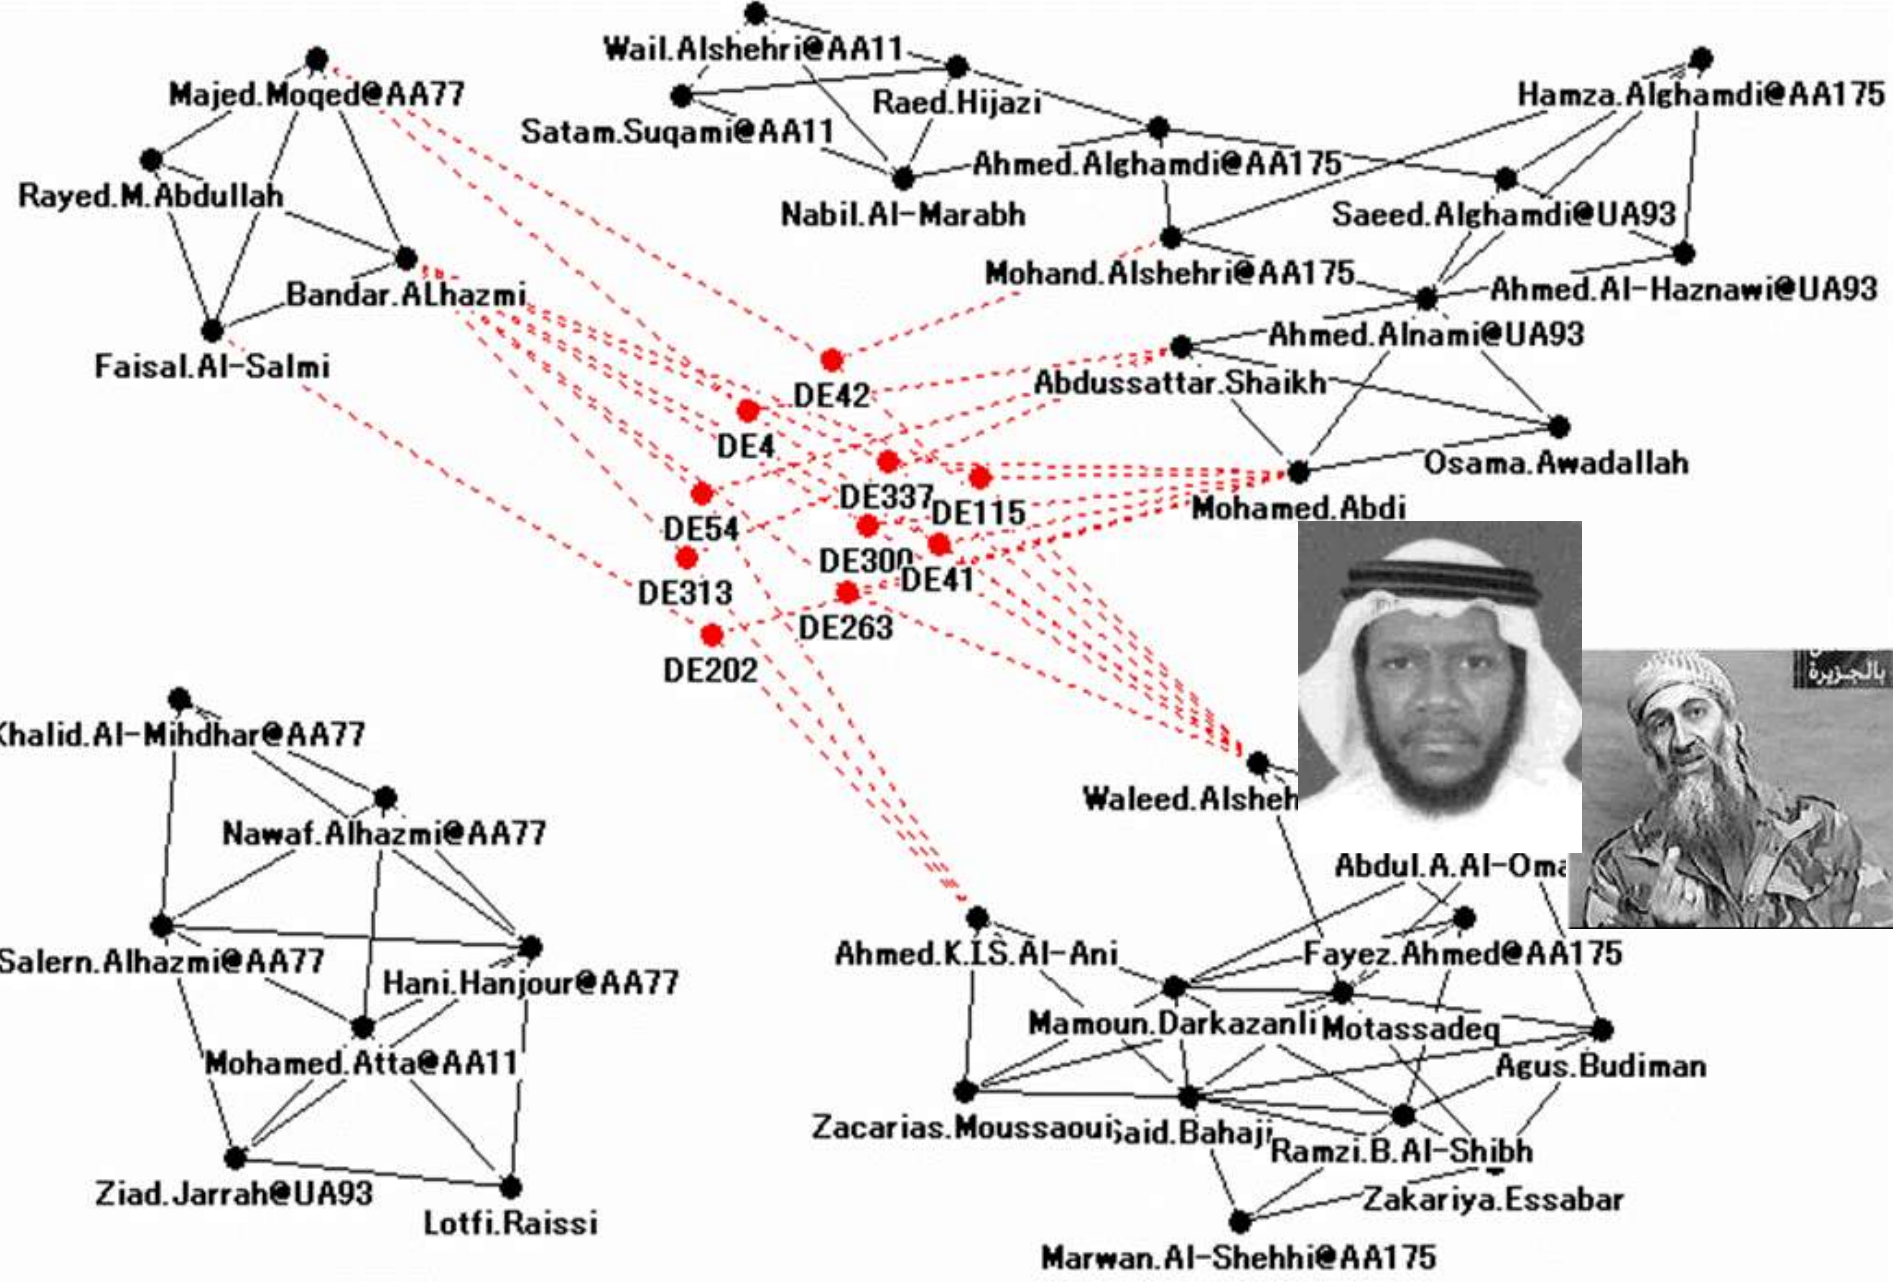 Wail.Alshehri@AA11
Majed.Moqed@AA77
Raed.Hijazi
Hamza.Alghamdi@AA175
Satam.Suqami@AA11
Ahmed.Alghamdi@AA175
Rayed.M.Abdullah
Nabil.Al-Marabh
Saeed.Alghamdi@UA93
Mohand.Alshehri@AA175
Bandar.ALhazmi
Ahmed.Al-Haznawi@UA93
Ahmed.Alnami@UA93
Faisal.Al-Salmi
Abdussattar.Shaikh
DE42
DE4
Osama.Awadallah
DE337
DE115
Mohamed.Abdi
DE54
DE300
DE41
DE313
DE263
DE202
بالجزيرة
Khalid.Al-Mihdhar@AA77
Waleed.Alsheh
Nawaf.Alhazmi@AA77
Abdul.A.Al-Oma
Salern.Alhazmi@AA77
Ahmed.K.I.S.Al-Ani
Fayez.Ahmed@AA175
Hani.Hanjour@AA77
Mamoun.Darkazanli
Motassadeq
Mohamed.Atta@AA11
Agus.Budiman
Zacarias.Moussaoui
Said.Bahaji
Ramzi.B.Al-Shibh
Ziad.Jarrah@UA93
Zakariya.Essabar
Lotfi.Raissi
Marwan.Al-Shehhi@AA175